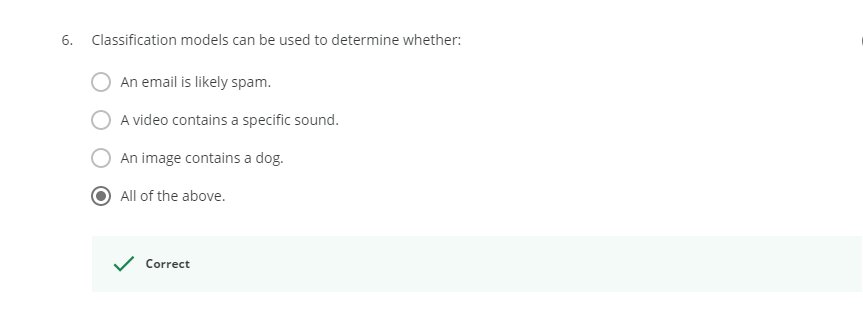 6. Classification models can be used to determine whether:
An email is likely spam.
A video contains a specific sound.
An image contains a dog.
All of the above.
Correct